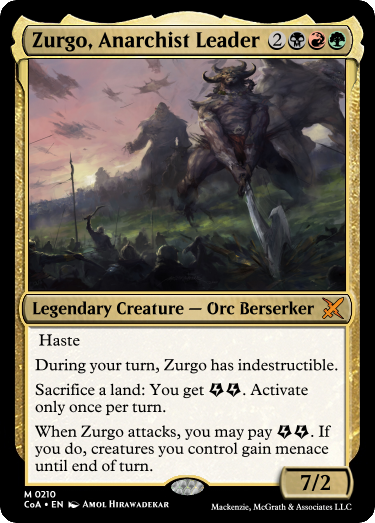 Zurgo, Anarchist Leader 2
Legendary Creature — Orc Berserker
Haste
During your turn, Zurgo has indestructible.
Sacrifice a land: You get . Activate
only once per turn.
When Zurgo attacks, you may pay . If
you do, creatures you control gain menace
until end of turn.
7/2
M 0210
CoA • EN Amol Hirawadekar
Mackenzie, McGrath & Associates LLC